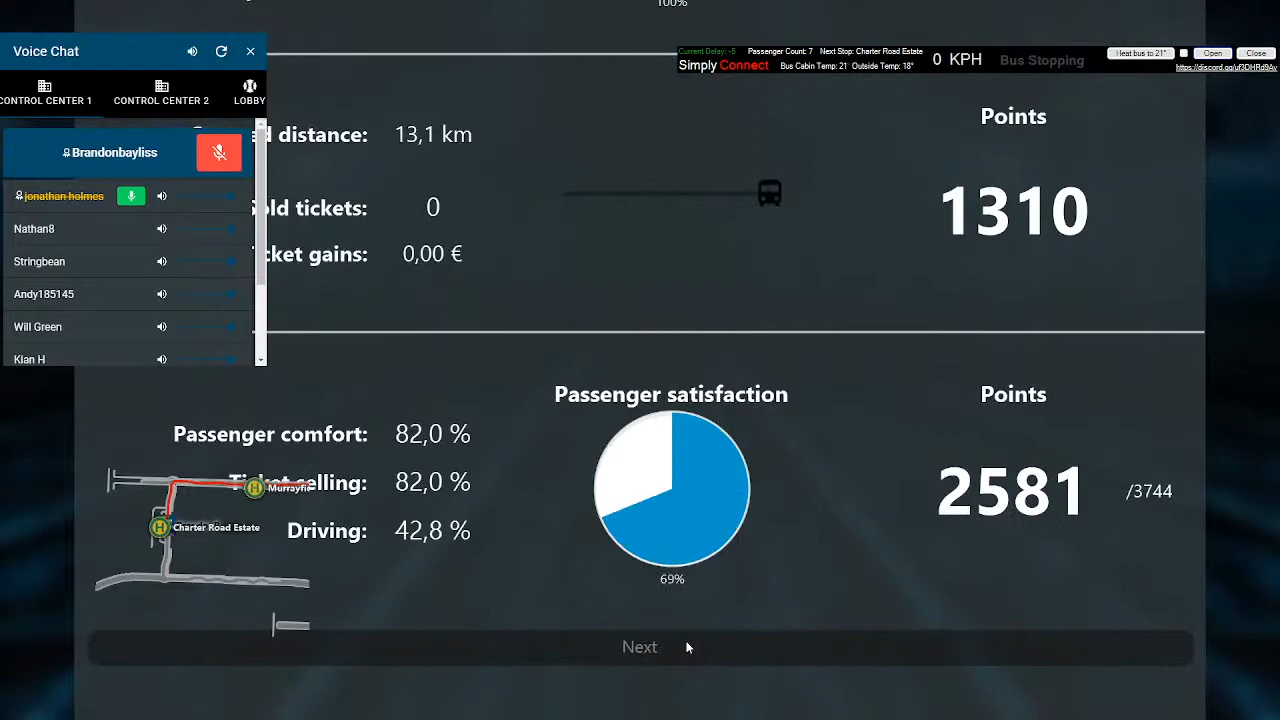 100%
Voice Chat
CONTROL CENTER 1
CONTROL CENTER 2
LOBBY
Brandonbayliss
jonathan holmes
Nathan8
Stringbean
Andy185145
Will Green
Kian H
Current Delay: -5 Passenger Count: 7 Next Stop: Charter Road Estate
Simply Connect Bus Cabin Temp: 21° Outside Temp: 18°
0 KPH
Bus Stopping
Heat bus to 21°
Open
Close
distance: 13,1 km
old tickets: 0
cket gains: 0,00 €
Points
1310
Passenger satisfaction
Points
Passenger comfort: 82,0 %
elling: 82,0 %
Driving: 42,8 %
2581 /3744
69%
Charter Road Estate
Next